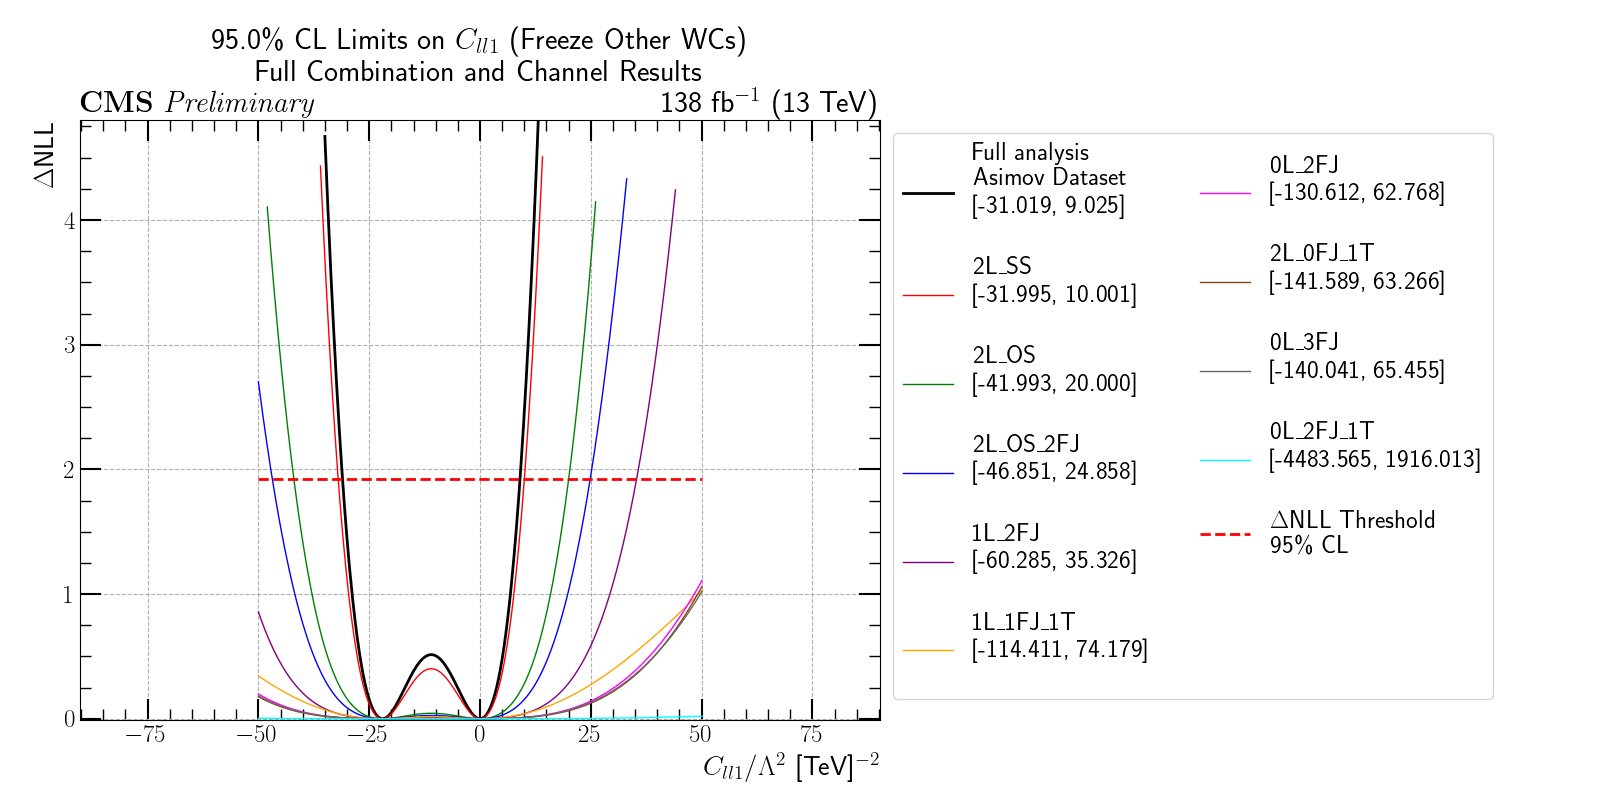 95.0% CL Limits on C_{ll1} (Freeze Other WCs)
Full Combination and Channel Results
CMS Preliminary
138 fb^{-1} (13 TeV)
ΔNLL
4
3
2
1
0
−75
−50
−25
0
25
50
75
C_{ll1}/Λ^2 [TeV]^{-2}
Full analysis
Asimov Dataset
[-31.019, 9.025]
2L_SS
[-31.995, 10.001]
2L_OS
[-41.993, 20.000]
2L_OS_2FJ
[-46.851, 24.858]
1L_2FJ
[-60.285, 35.326]
1L_1FJ_1T
[-114.411, 74.179]
0L_2FJ
[-130.612, 62.768]
2L_0FJ_1T
[-141.589, 63.266]
0L_3FJ
[-140.041, 65.455]
0L_2FJ_1T
[-4483.565, 1916.013]
ΔNLL Threshold
95% CL